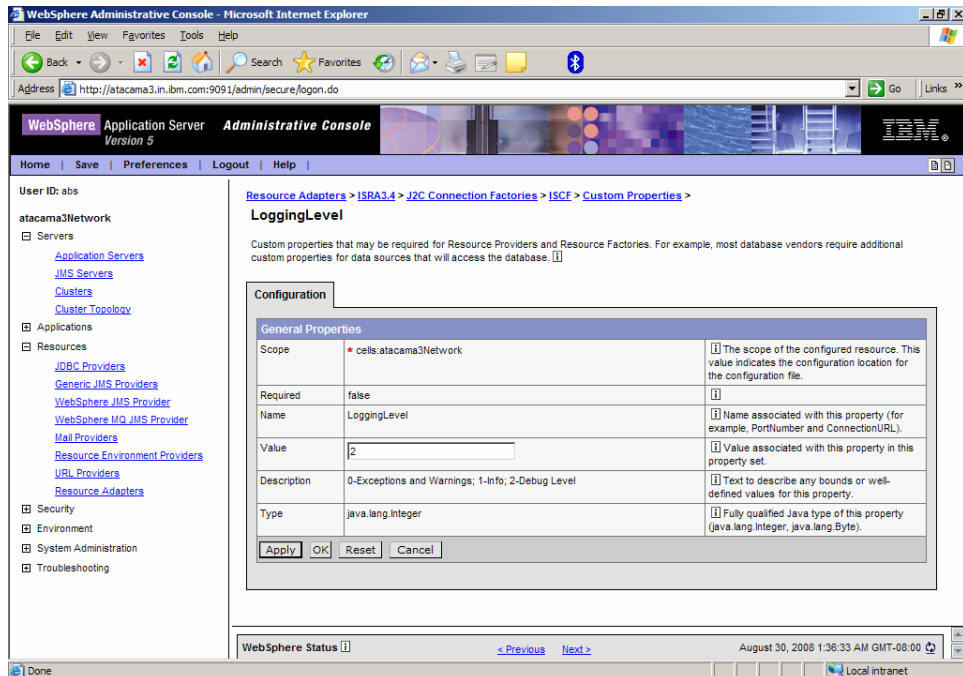 WebSphere Administrative Console - Microsoft Internet Explorer
File Edit View Favorites Tools Help
Back Search Favorites
Address http://atacama3.in.ibm.com:9091/admin/secure/logon.do Go Links »
WebSphere. Application Server Administrative Console
Version 5
IBM.
Home | Save | Preferences | Logout | Help |
User ID: abs
atacama3Network
Servers
Application Servers
JMS Servers
Clusters
Cluster Topology
Applications
Resources
JDBC Providers
Generic JMS Providers
WebSphere JMS Provider
WebSphere MQ JMS Provider
Mail Providers
Resource Environment Providers
URL Providers
Resource Adapters
Security
Environment
System Administration
Troubleshooting
Resource Adapters > ISRA3.4 > J2C Connection Factories > ISCF > Custom Properties >
LoggingLevel
Custom properties that may be required for Resource Providers and Resource Factories. For example, most database vendors require additional
custom properties for data sources that will access the database. i
Configuration
General Properties
Scope * cells:atacama3Network i The scope of the configured resource. This
value indicates the configuration location for
the configuration file.
Required false i
Name LoggingLevel i Name associated with this property (for
example, PortNumber and ConnectionURL).
Value 2 i Value associated with this property in this
property set.
Description 0-Exceptions and Warnings; 1-Info; 2-Debug Level i Text to describe any bounds or well-
defined values for this property.
Type java.lang.Integer i Fully qualified Java type of this property
(java.lang.Integer, java.lang.Byte).
Apply OK Reset Cancel
WebSphere Status i < Previous Next > August 30, 2008 1:36:33 AM GMT-08:00
Done Local intranet